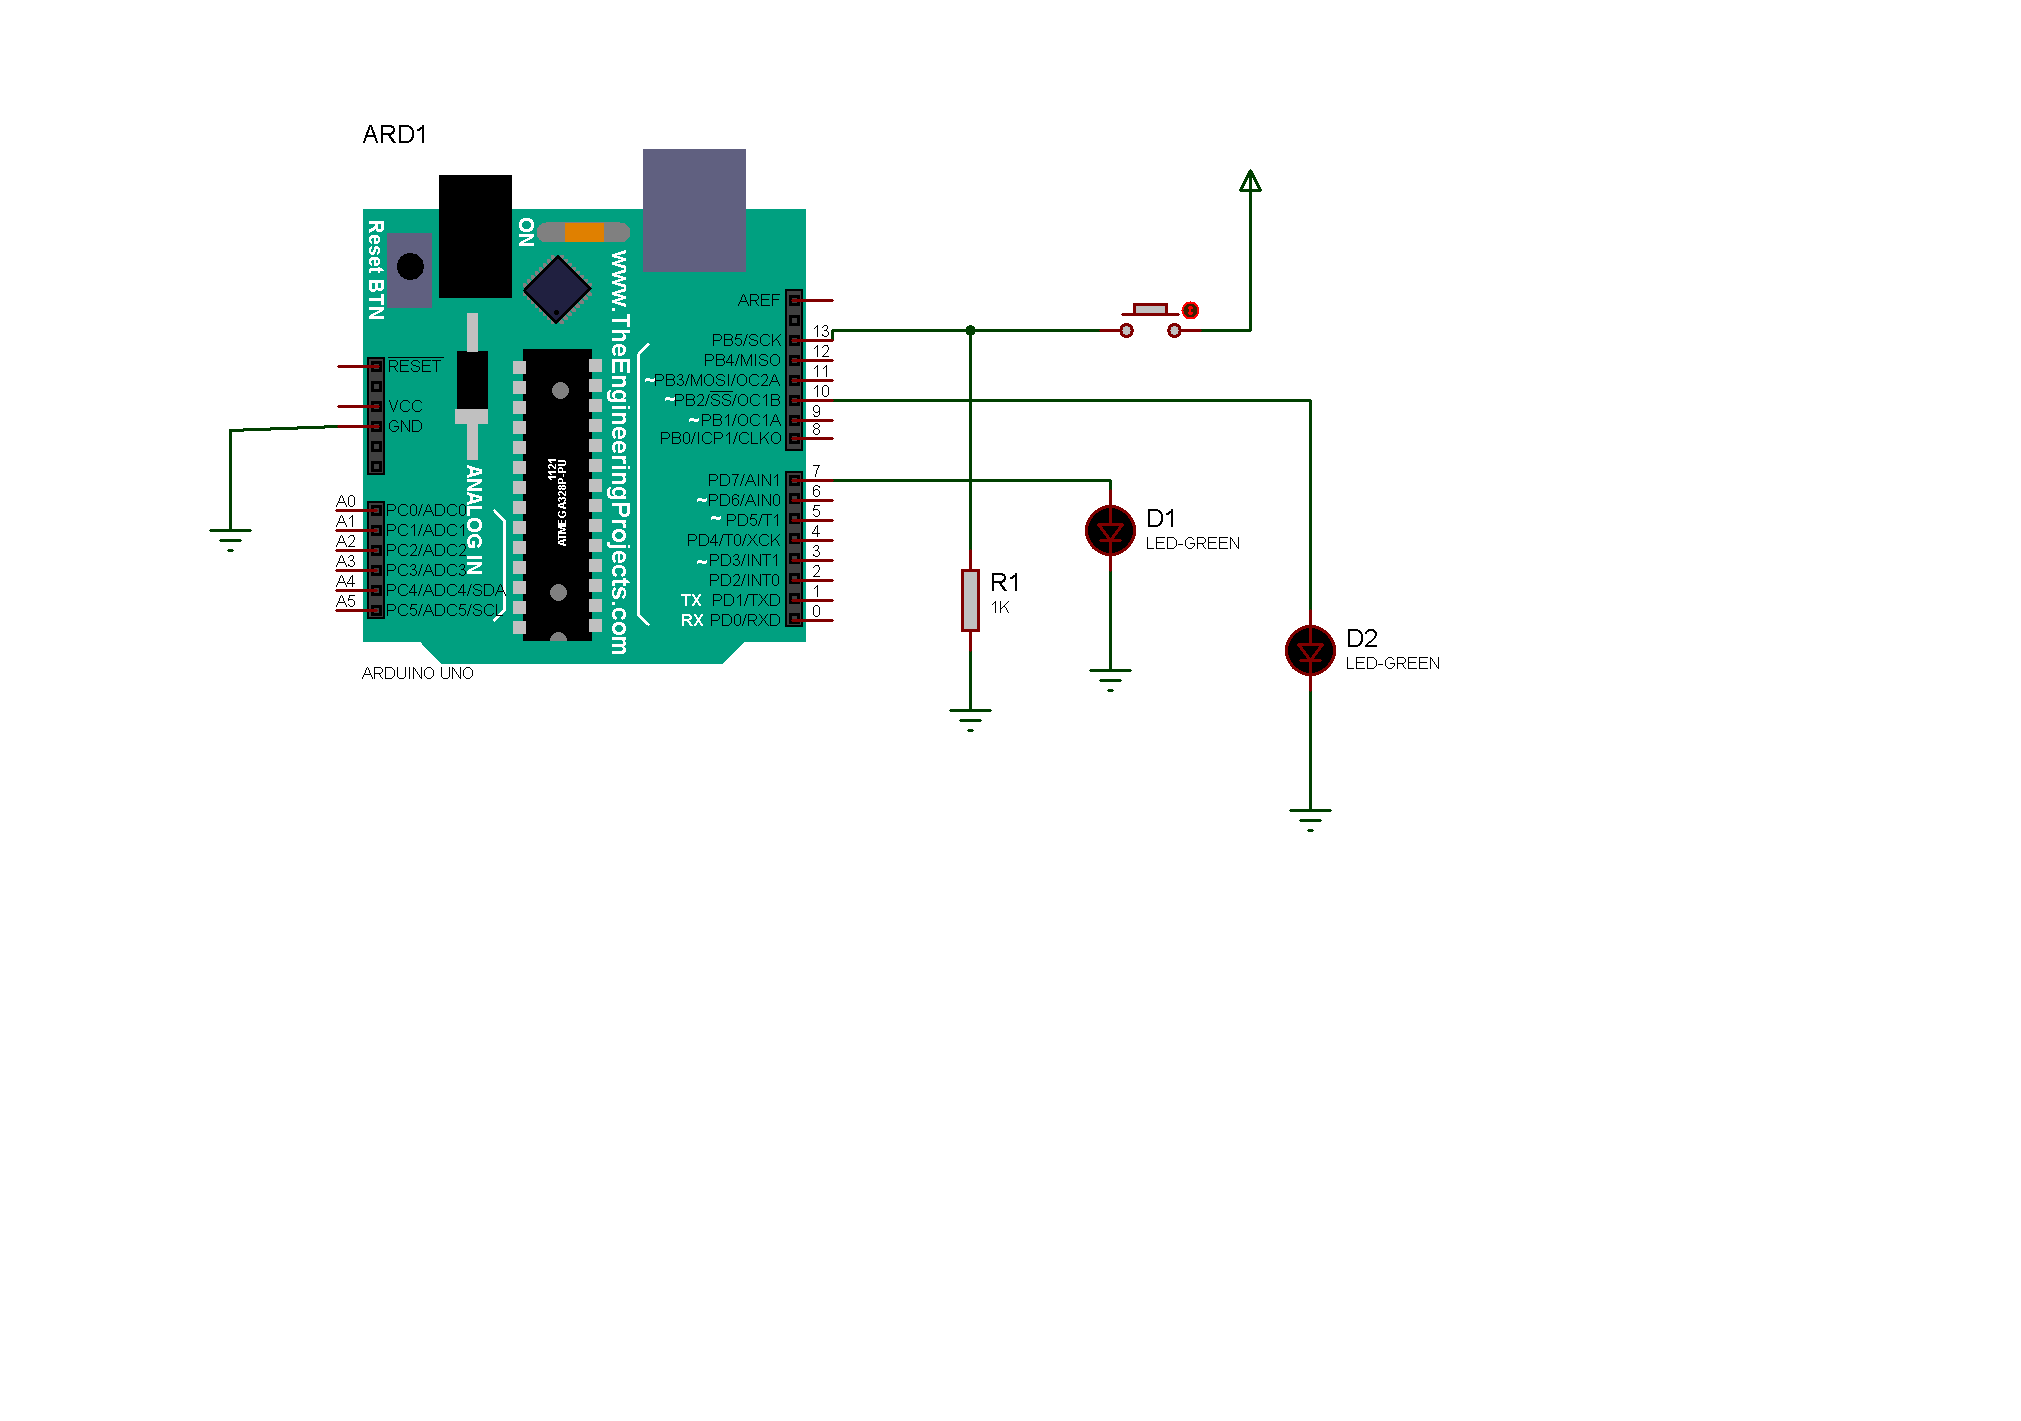 ARD1
Reset BTN
ON
www.TheEngineeringProjects.com
AREF
13
PB5/SCK
12
PB4/MISO
11
~PB3/MOSI/OC2A
10
~PB2/SS/OC1B
9
~PB1/OC1A
8
PB0/ICP1/CLKO
RESET
VCC
GND
1121
ATMEGA328P-PU
ANALOG IN
7
PD7/AIN1
6
~PD6/AIN0
5
~PD5/T1
4
PD4/T0/XCK
3
~PD3/INT1
2
PD2/INT0
1
TX PD1/TXD
0
RX PD0/RXD
A0
PC0/ADC0
A1
PC1/ADC1
A2
PC2/ADC2
A3
PC3/ADC3
A4
PC4/ADC4/SDA
A5
PC5/ADC5/SCL
ARDUINO UNO
D1
LED-GREEN
R1
1K
D2
LED-GREEN